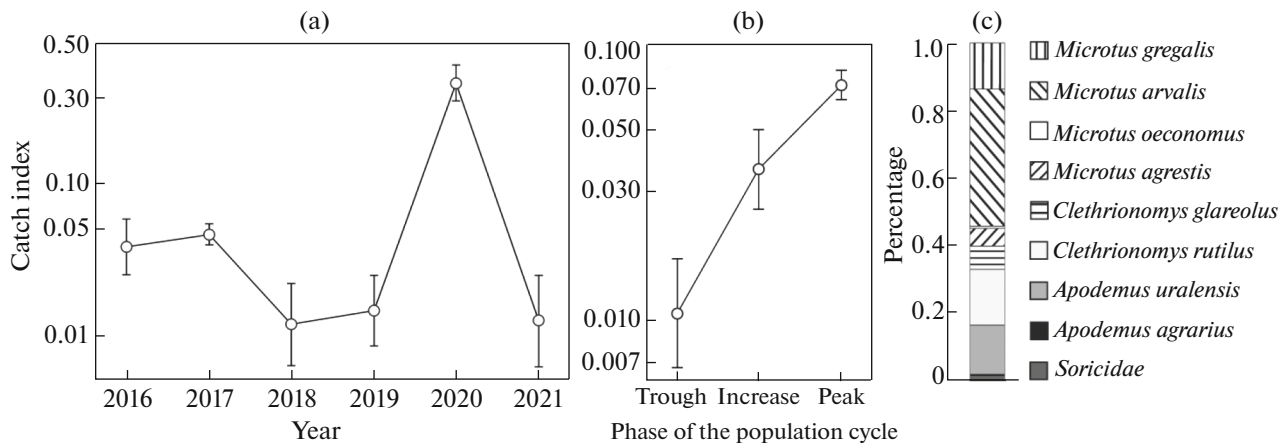 (a)
0.50
0.30
0.10
0.05
0.01
Catch index
2016 2017 2018 2019 2020 2021
Year
(b)
0.100
0.070
0.050
0.030
0.010
0.007
Trough Increase Peak
Phase of the population cycle
(c)
1.0
0.8
0.6
0.4
0.2
0
Percentage
Microtus gregalis
Microtus arvalis
Microtus oeconomus
Microtus agrestis
Clethrionomys glareolus
Clethrionomys rutilus
Apodemus uralensis
Apodemus agrarius
Soricidae